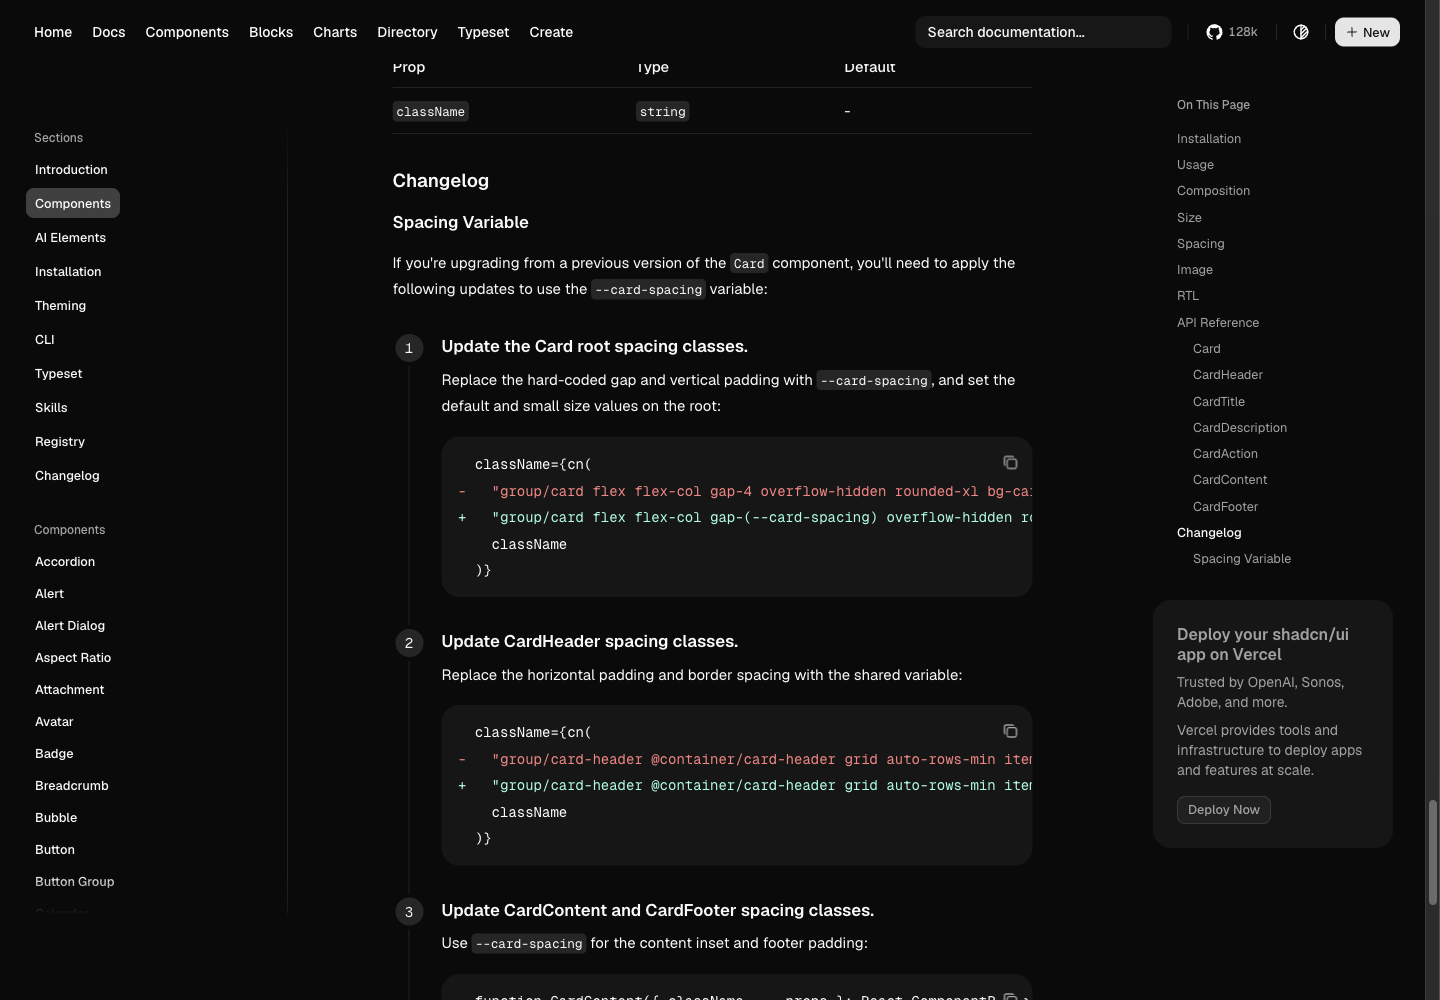 Home Docs Components Blocks Charts Directory Typeset Create
Search documentation...
128k
New
Sections
Introduction
Components
AI Elements
Installation
Theming
CLI
Typeset
Skills
Registry
Changelog
Components
Accordion
Alert
Alert Dialog
Aspect Ratio
Attachment
Avatar
Badge
Breadcrumb
Bubble
Button
Button Group
Prop Type Default
className string -
Changelog
Spacing Variable
If you're upgrading from a previous version of the Card component, you'll need to apply the
following updates to use the --card-spacing variable:
1
Update the Card root spacing classes.
Replace the hard-coded gap and vertical padding with --card-spacing, and set the
default and small size values on the root:
className={cn(
- "group/card flex flex-col gap-4 overflow-hidden rounded-xl
+ "group/card flex flex-col gap-(--card-spacing) overflow-hidden
className
)}
2
Update CardHeader spacing classes.
Replace the horizontal padding and border spacing with the shared variable:
className={cn(
- "group/card-header @container/card-header grid auto-rows-min
+ "group/card-header @container/card-header grid auto-rows-min
className
)}
3
Update CardContent and CardFooter spacing classes.
Use --card-spacing for the content inset and footer padding:
On This Page
Installation
Usage
Composition
Size
Spacing
Image
RTL
API Reference
Card
CardHeader
CardTitle
CardDescription
CardAction
CardContent
CardFooter
Changelog
Spacing Variable
Deploy your shadcn/ui
app on Vercel
Trusted by OpenAI, Sonos,
Adobe, and more.
Vercel provides tools and
infrastructure to deploy apps
and features at scale.
Deploy Now